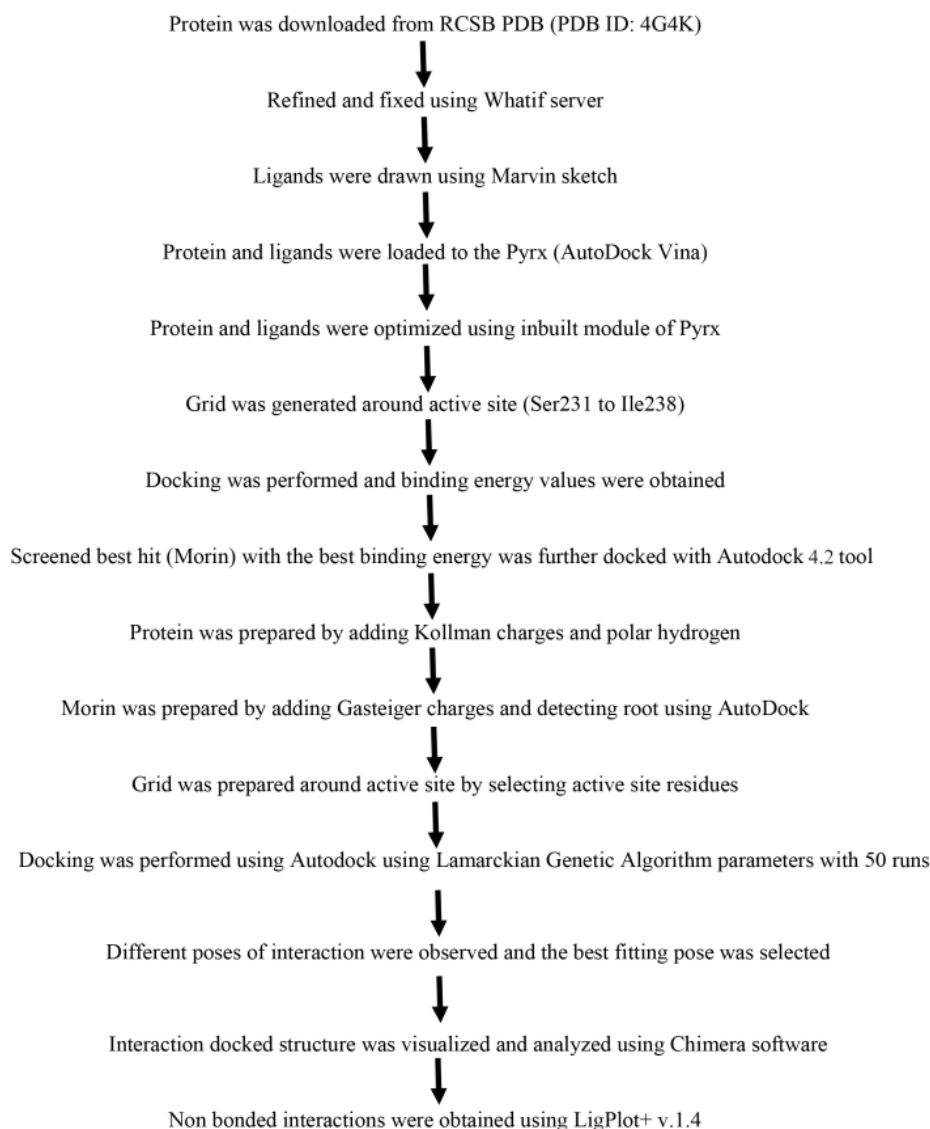 Protein was downloaded from RCSB PDB (PDB ID: 4G4K)
Refined and fixed using Whatif server
Ligands were drawn using Marvin sketch
Protein and ligands were loaded to the Pyrx (AutoDock Vina)
Protein and ligands were optimized using inbuilt module of Pyrx
Grid was generated around active site (Ser231 to Ile238)
Docking was performed and binding energy values were obtained
Screened best hit (Morin) with the best binding energy was further docked with Autodock 4.2 tool
Protein was prepared by adding Kollman charges and polar hydrogen
Morin was prepared by adding Gasteiger charges and detecting root using AutoDock
Grid was prepared around active site by selecting active site residues
Docking was performed using Autodock using Lamarckian Genetic Algorithm parameters with 50 runs
Different poses of interaction were observed and the best fitting pose was selected
Interaction docked structure was visualized and analyzed using Chimera software
Non bonded interactions were obtained using LigPlot+ v.1.4